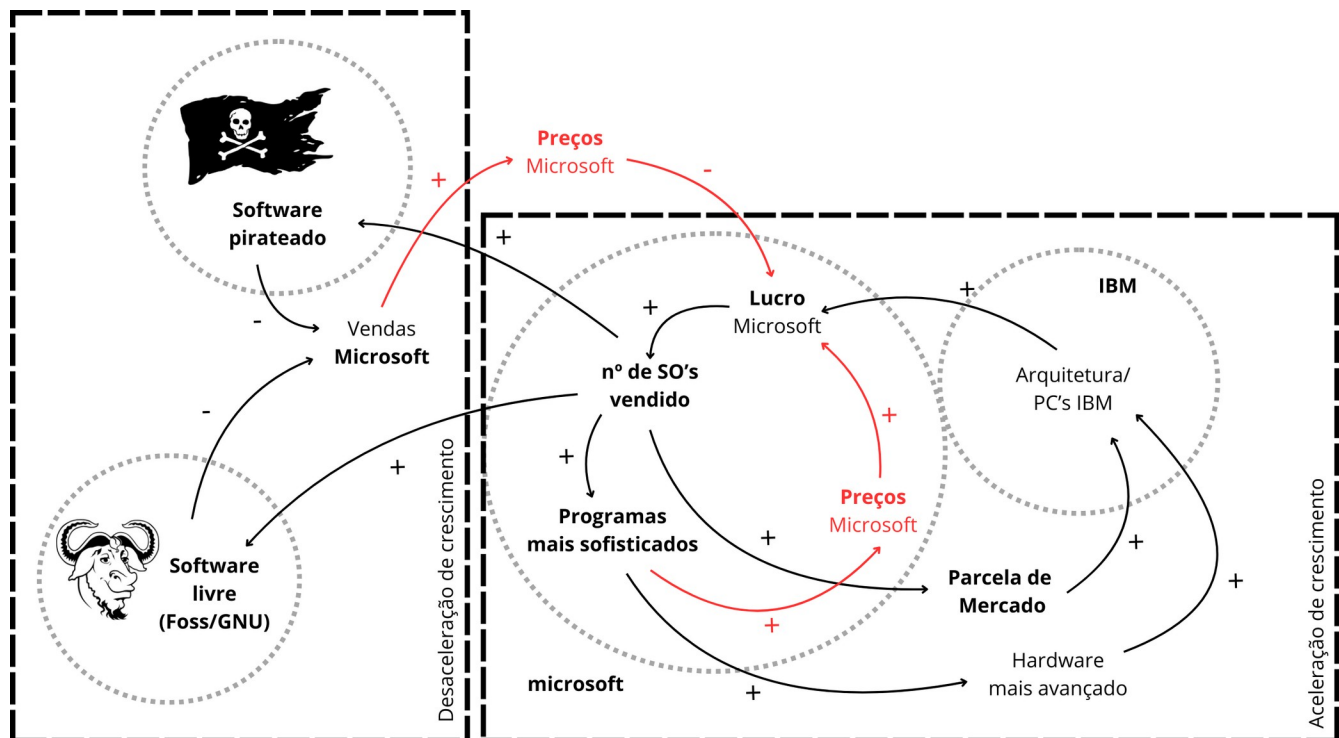 Software
pirateado
-
Vendas
Microsoft
-
Software
livre
(Foss/GNU)
+
Desaceleração de crescimento
+
Preços
Microsoft
-
+
Lucro
Microsoft
+
nº de SO's
vendido
+
Programas
mais sofisticados
+
Preços
Microsoft
+
+
microsoft
+
IBM
+
Arquitetura/
PC's IBM
Parcela de
Mercado
+
+
Hardware
mais avançado
Aceleração de crescimento